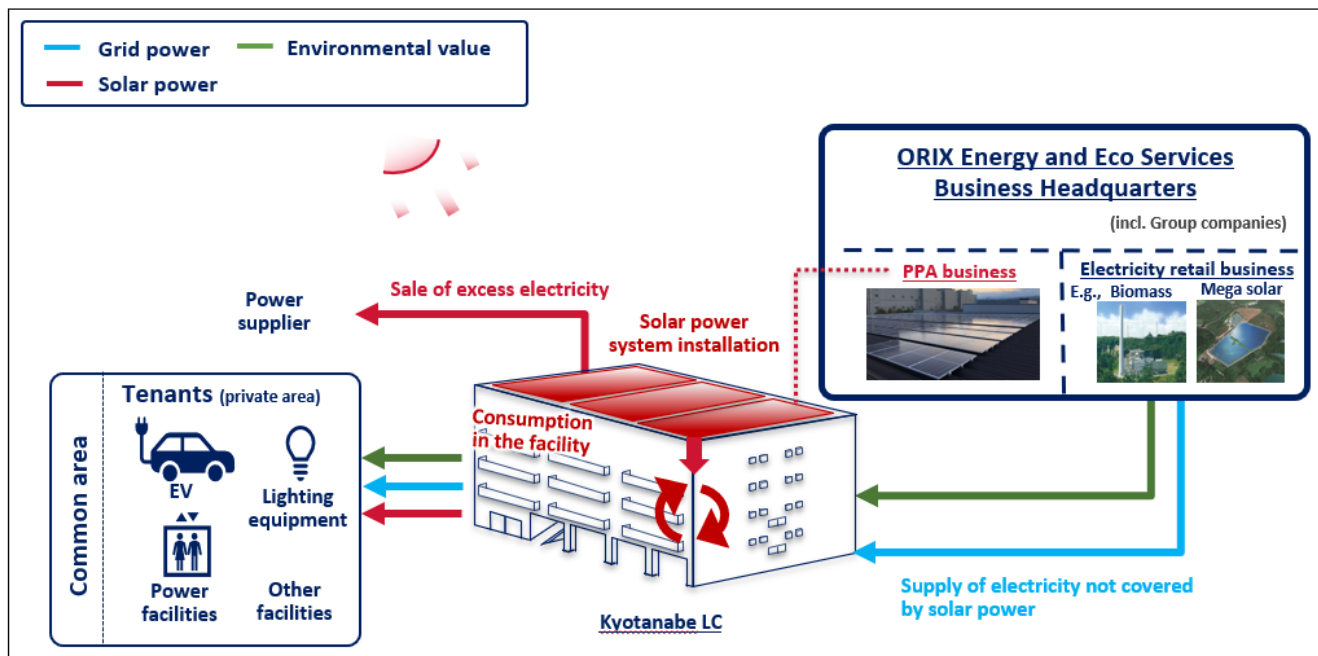 Grid power
Environmental value
Solar power
ORIX Energy and Eco Services
Business Headquarters
(incl. Group companies)
PPA business
Electricity retail business
E.g., Biomass
Mega solar
Sale of excess electricity
Power
supplier
Solar power
system installation
Consumption
in the facility
Common area
Tenants (private area)
EV
Lighting
equipment
Power
facilities
Other
facilities
Kyotanabe LC
Supply of electricity not covered
by solar power